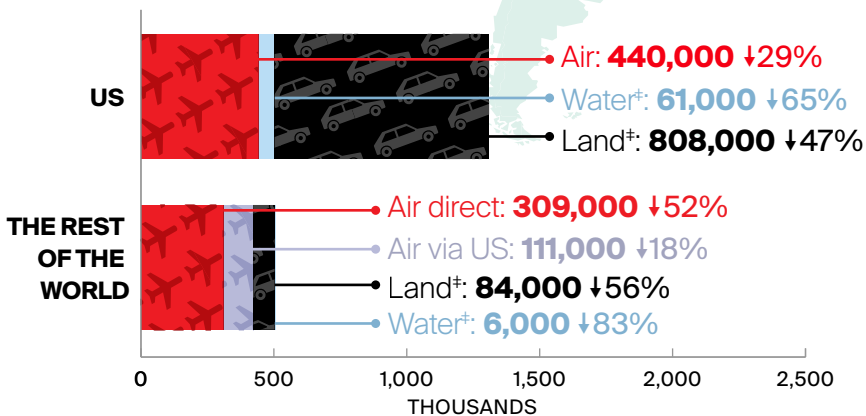 US
Air: 440,000 ↓29%
Water‡: 61,000 ↓65%
Land‡: 808,000 ↓47%
THE REST
OF THE
WORLD
Air direct: 309,000 ↓52%
Air via US: 111,000 ↓18%
Land‡: 84,000 ↓56%
Water‡: 6,000 ↓83%
0 500 1,000 1,500 2,000 2,500
THOUSANDS